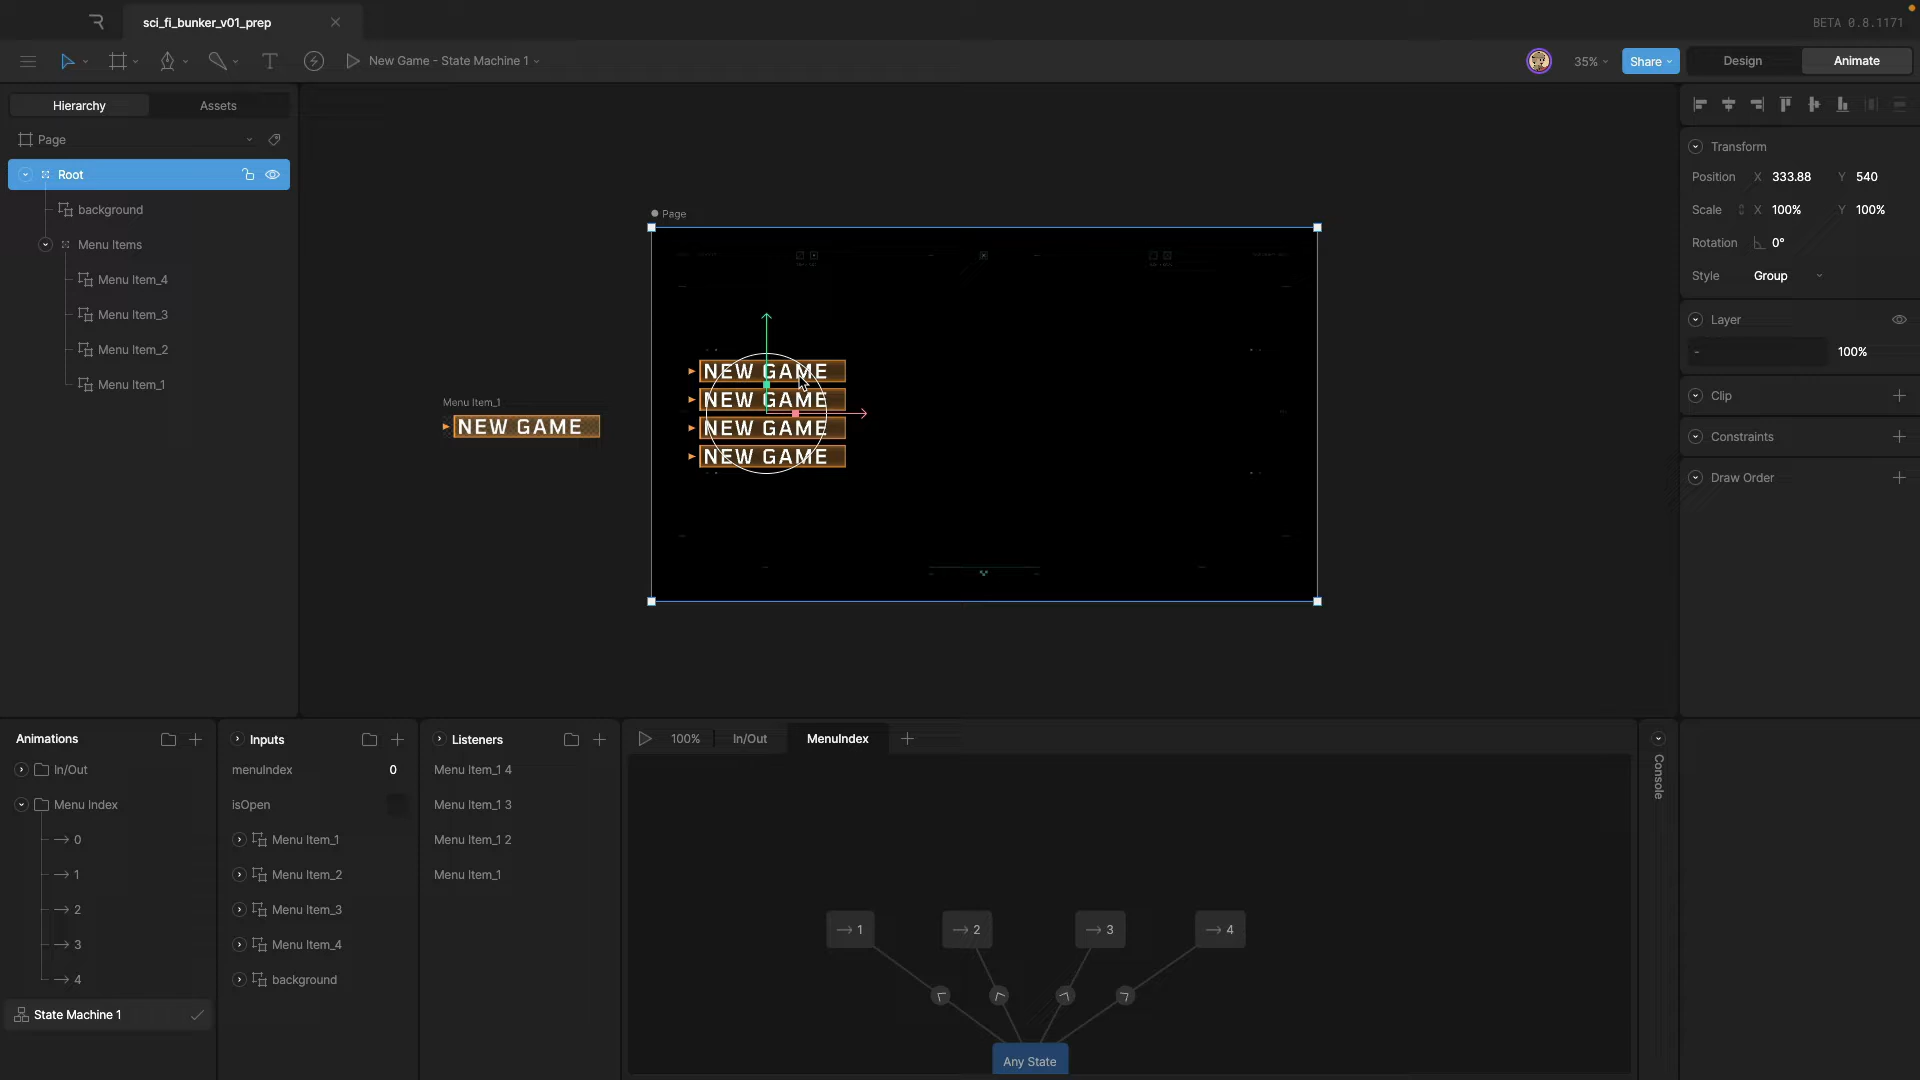 sci_fi_bunker_v01_prep
BETA 0.8.1171
New Game - State Machine 1
35%
Share
Design
Animate
Hierarchy
Assets
Page
Root
background
Menu Items
Menu Item_4
Menu Item_3
Menu Item_2
Menu Item_1
Page
NEW GAME
NEW GAME
NEW GAME
NEW GAME
Menu Item_1
NEW GAME
Transform
Position X 333.88 Y 540
Scale X 100% Y 100%
Rotation 0°
Style Group
Layer
- 100%
Clip
Constraints
Draw Order
Animations
In/Out
Menu Index
0
1
2
3
4
State Machine 1
Inputs
menuIndex 0
isOpen
Menu Item_1
Menu Item_2
Menu Item_3
Menu Item_4
background
Listeners
Menu Item_1 4
Menu Item_1 3
Menu Item_1 2
Menu Item_1
100%
In/Out
MenuIndex
1
2
3
4
Any State
Console